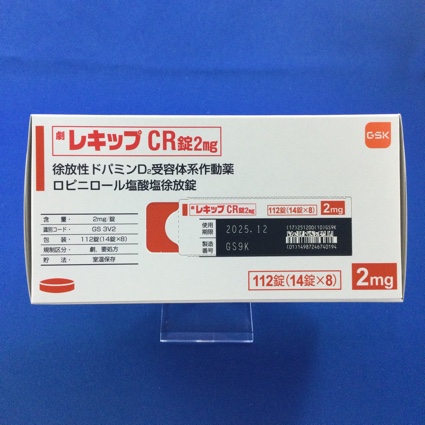 劇 レキップ CR錠2mg
GSK
徐放性ドパミンD₂受容体系作動薬
ロピニロール塩酸塩徐放錠
含量: 2mg/錠
識別コード: GS 3V2
包装: 112錠(14錠×8)
規制区分: 劇、要処方
貯法: 室温保存
劇 レキップ CR錠2mg 112錠(14錠×8) 2mg
使用期限 2025.12
製造番号 GS9K
(17)251200(10)GS9K
(01)14987246740194
112錠(14錠×8) 2mg